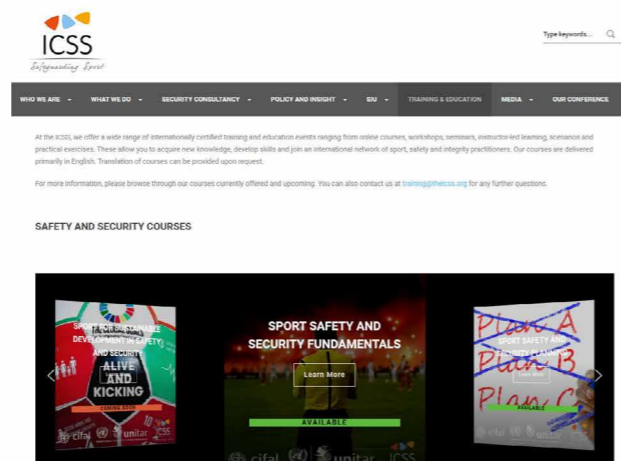 ICSS
Safeguarding Sport
Type keywords...
WHO WE ARE WHAT WE DO SECURITY CONSULTANCY POLICY AND INSIGHT SIU TRAINING & EDUCATION MEDIA OUR CONFERENCE
At the ICSS, we offer a wide range of internationally certified training and education events ranging from online courses, workshops, seminars, instructor-led learning, scenarios and
practical exercises. These allow you to acquire new knowledge, develop skills and join an international network of sport, safety and integrity practitioners. Our courses are delivered
primarily in English. Translation of courses can be provided upon request.
For more information, please browse through our courses currently offered and upcoming. You can also contact us at training@theicss.org for any further questions.
SAFETY AND SECURITY COURSES
SPORT FOR SUSTAINABLE
DEVELOPMENT IN SAFETY
AND SECURITY
ALIVE
AND
KICKING
COMING SOON
cifal unitar ICSS
SPORT SAFETY AND
SECURITY FUNDAMENTALS
Learn More
AVAILABLE
cifal unitar ICSS
Plan A
SPORT SAFETY AND
SECURITY PLANNING
Plan B
Plan C
AVAILABLE
cifal unitar ICSS